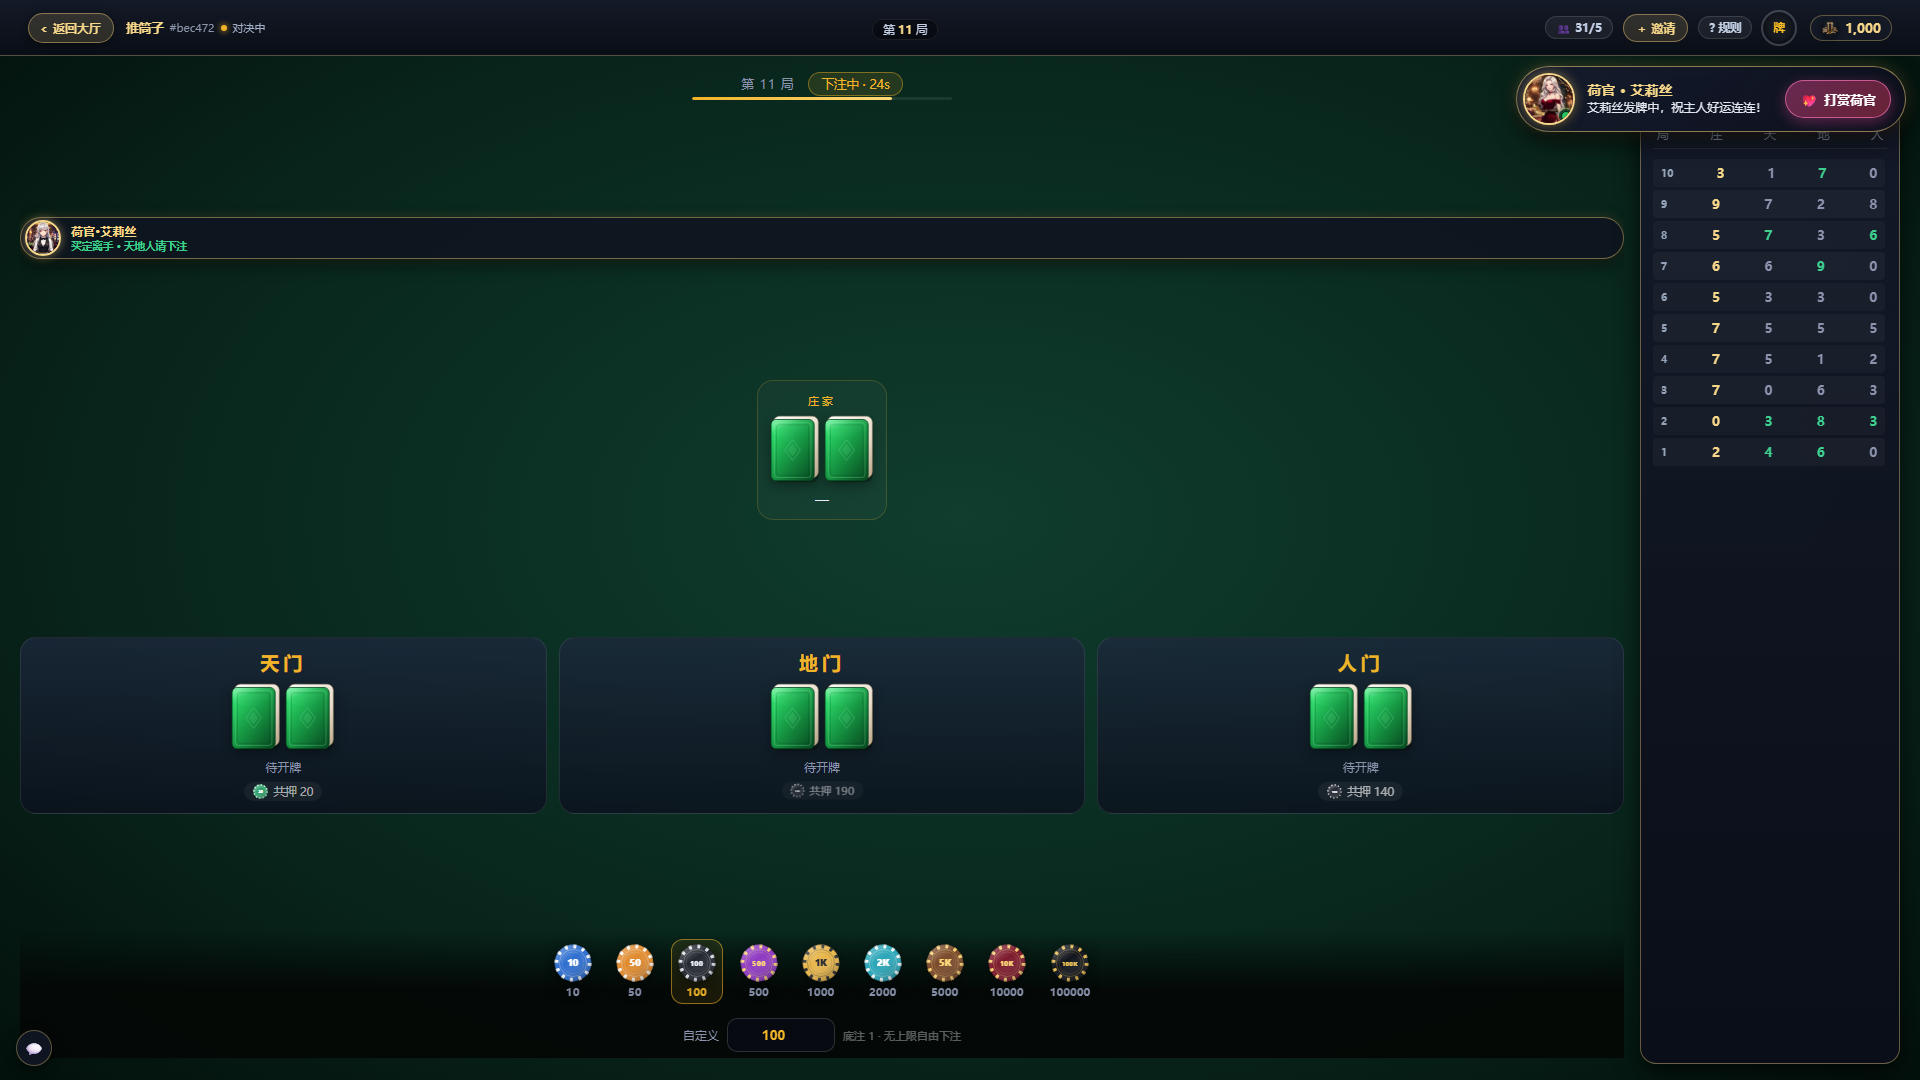 ‹ 返回大厅 推筒子 #bec472 对决中 第 11 局 31/5 + 邀请 ? 规则 牌 1,000
第 11 局 下注中 · 24s
荷官 • 艾莉丝
艾莉丝发牌中，祝主人好运连连！
打赏荷官
局 庄 天 地 人
10 3 1 7 0
9 9 7 2 8
8 5 7 3 6
7 6 6 9 0
6 5 3 3 0
5 7 5 5 5
4 7 5 1 2
3 7 0 6 3
2 0 3 8 3
1 2 4 6 0
荷官•艾莉丝
买定离手 • 天地人请下注
庄家
—
天门 地门 人门
待开牌 待开牌 待开牌
共押 20 共押 190 共押 140
10 50 100 500 1K 2K 5K 10K 100K
10 50 100 500 1000 2000 5000 10000 100000
自定义 100 底注 1 · 无上限自由下注